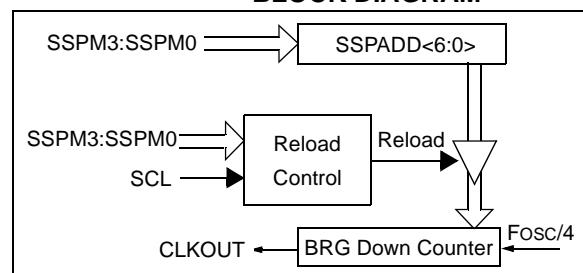 BLOCK DIAGRAM
SSPM3:SSPM0
SSPADD<6:0>
SSPM3:SSPM0
SCL
Reload
Control
Reload
CLKOUT
BRG Down Counter
FOSC/4